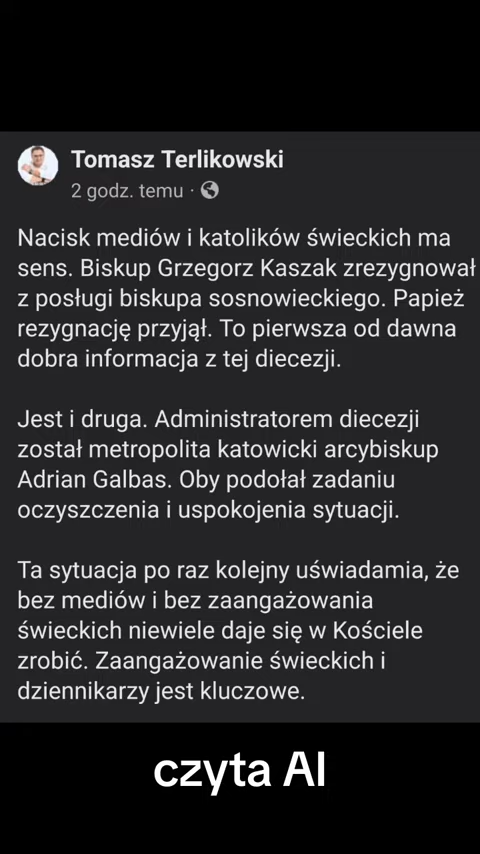 Tomasz Terlikowski
2 godz. temu ·
Nacisk mediów i katolików świeckich ma
sens. Biskup Grzegorz Kaszak zrezygnował
z posługi biskupa sosnowieckiego. Papież
rezygnację przyjął. To pierwsza od dawna
dobra informacja z tej diecezji.
Jest i druga. Administratorem diecezji
został metropolita katowicki arcybiskup
Adrian Galbas. Oby podołał zadaniu
oczyszczenia i uspokojenia sytuacji.
Ta sytuacja po raz kolejny uświadamia, że
bez mediów i bez zaangażowania
świeckich niewiele daje się w Kościele
zrobić. Zaangażowanie świeckich i
dziennikarzy jest kluczowe.
czyta AI